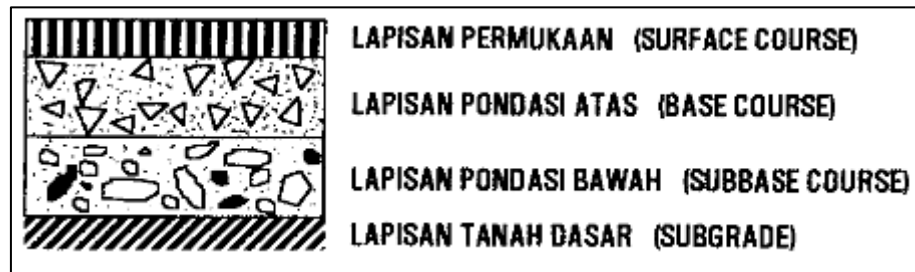 LAPISAN PERMUKAAN (SURFACE COURSE)
LAPISAN PONDASI ATAS (BASE COURSE)
LAPISAN PONDASI BAWAH (SUBBASE COURSE)
LAPISAN TANAH DASAR (SUBGRADE)